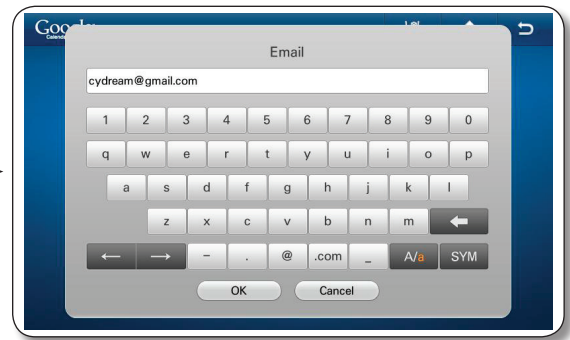 Email
cydream@gmail.com
1 2 3 4 5 6 7 8 9 0
q w e r t y u i o p
a s d f g h j k l
z x c v b n m
← → – . @ .com _ A/a SYM
OK Cancel